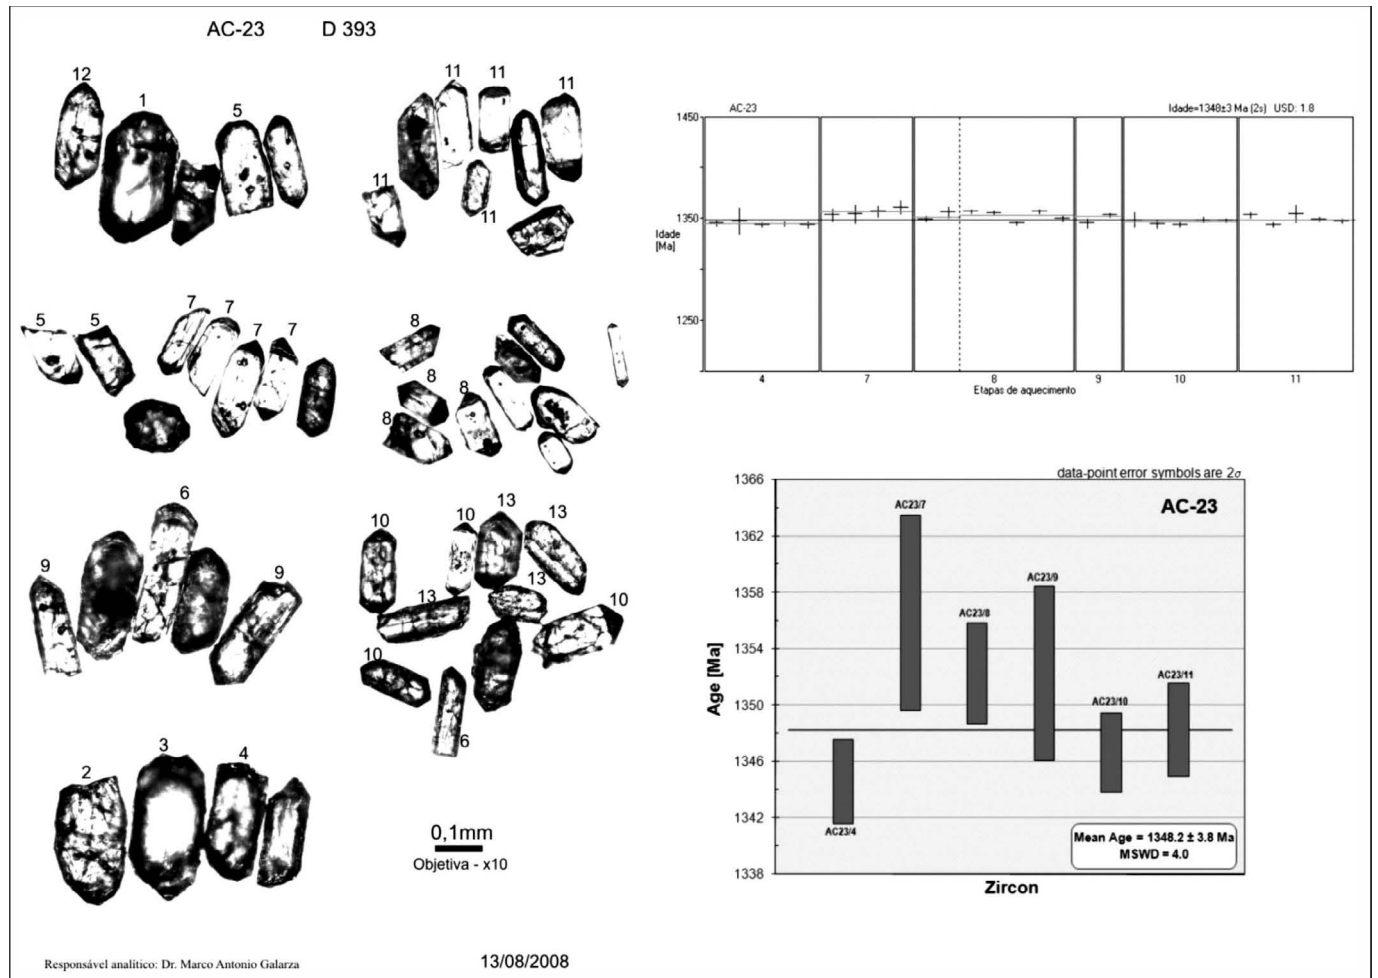 AC-23 D 393
12
1
5
11
11
11
11
11
5
5
7
7
7
7
8
8
8
8
6
9
9
10
10
13
13
13
13
10
10
6
2
3
4
0,1mm
Objetiva - x10
Responsável analítico: Dr. Marco Antonio Galarza
13/08/2008
AC-23 Idade=1348±3 Ma (2s) USD: 1.8
1450
1350
Idade
[Ma]
1250
4 7 8 9 10 11
Etapas de aquecimento
data-point error symbols are 2σ
AC-23
1366
1362
1358
1354
1350
1346
1342
1338
Age [Ma]
AC23/7
AC23/9
AC23/8
AC23/11
AC23/10
AC23/4
Mean Age = 1348.2 ± 3.8 Ma
MSWD = 4.0
Zircon